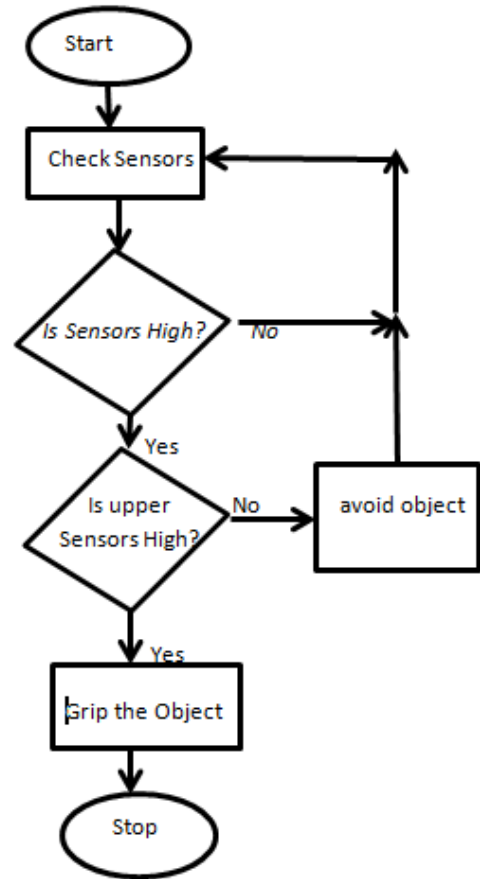 Start
Check Sensors
Is Sensors High?
No
Yes
Is upper
Sensors High?
No
avoid object
Yes
Grip the Object
Stop